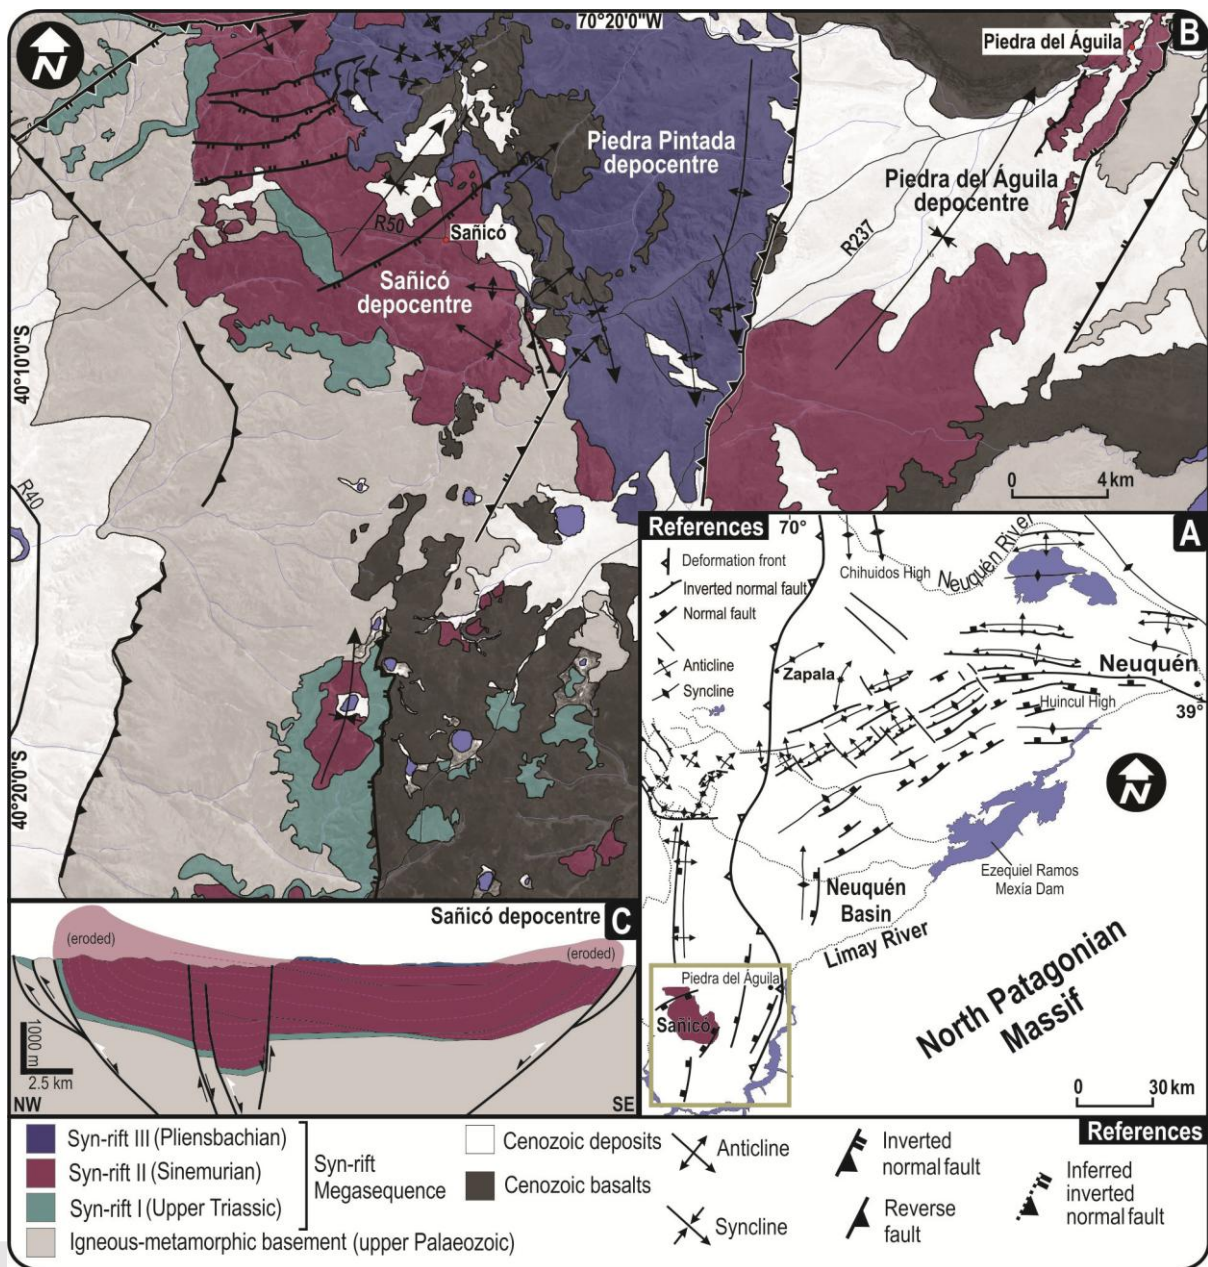 70°20'0"W
B
N
Piedra del Águila
Piedra Pintada
depocentre
Piedra del Águila
depocentre
R50
Sañicó
R237
Sañicó
depocentre
40°10'0"S
0 4 km
R40
40°20'0"S
References
70°
A
Deformation front
Inverted normal fault
Normal fault
Anticline
Syncline
Chihuidos High
Neuquén River
Zapala
Neuquén
Huincul High
39°
N
Ezequiel Ramos
Mexía Dam
Neuquén
Basin
Limay River
North Patagonian
Massif
Piedra del Águila
Sañicó
0 30 km
Sañicó depocentre
C
(eroded)
(eroded)
1000 m
2.5 km
NW
SE
References
Syn-rift III (Pliensbachian)
Syn-rift II (Sinemurian)
Syn-rift I (Upper Triassic)
Syn-rift
Megasequence
Igneous-metamorphic basement (upper Palaeozoic)
Cenozoic deposits
Cenozoic basalts
Anticline
Syncline
Inverted
normal fault
Reverse
fault
Inferred
inverted
normal fault